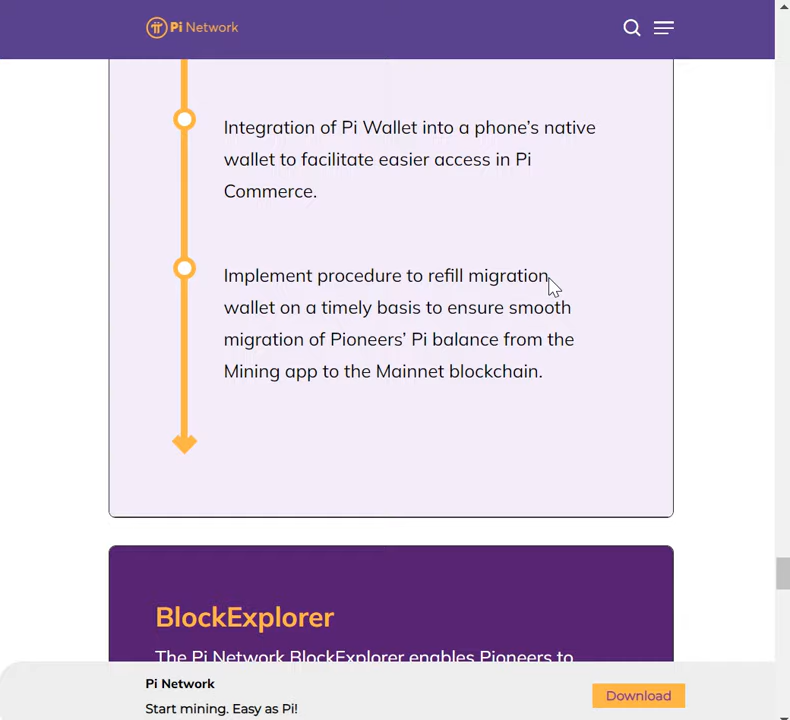 Pi Network
Integration of Pi Wallet into a phone’s native
wallet to facilitate easier access in Pi
Commerce.
Implement procedure to refill migration
wallet on a timely basis to ensure smooth
migration of Pioneers’ Pi balance from the
Mining app to the Mainnet blockchain.
BlockExplorer
The Pi Network BlockExplorer enables Pioneers to
Pi Network
Start mining. Easy as Pi!
Download